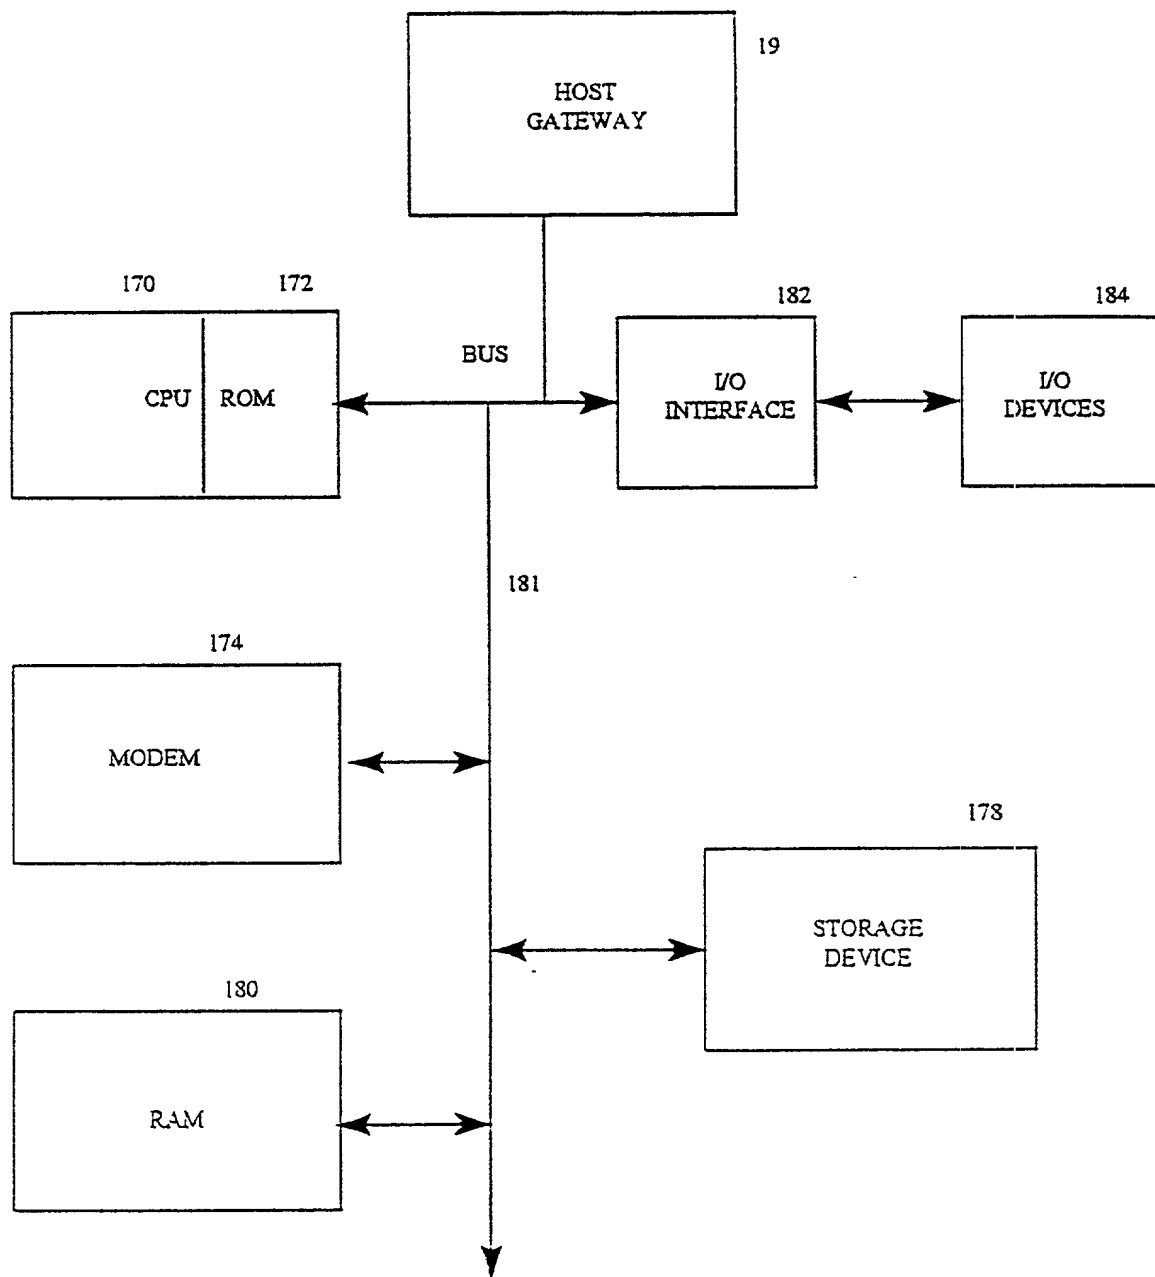 19
HOST
GATEWAY
170
172
182
184
BUS
CPU
ROM
I/O
INTERFACE
I/O
DEVICES
181
174
MODEM
178
STORAGE
DEVICE
180
RAM